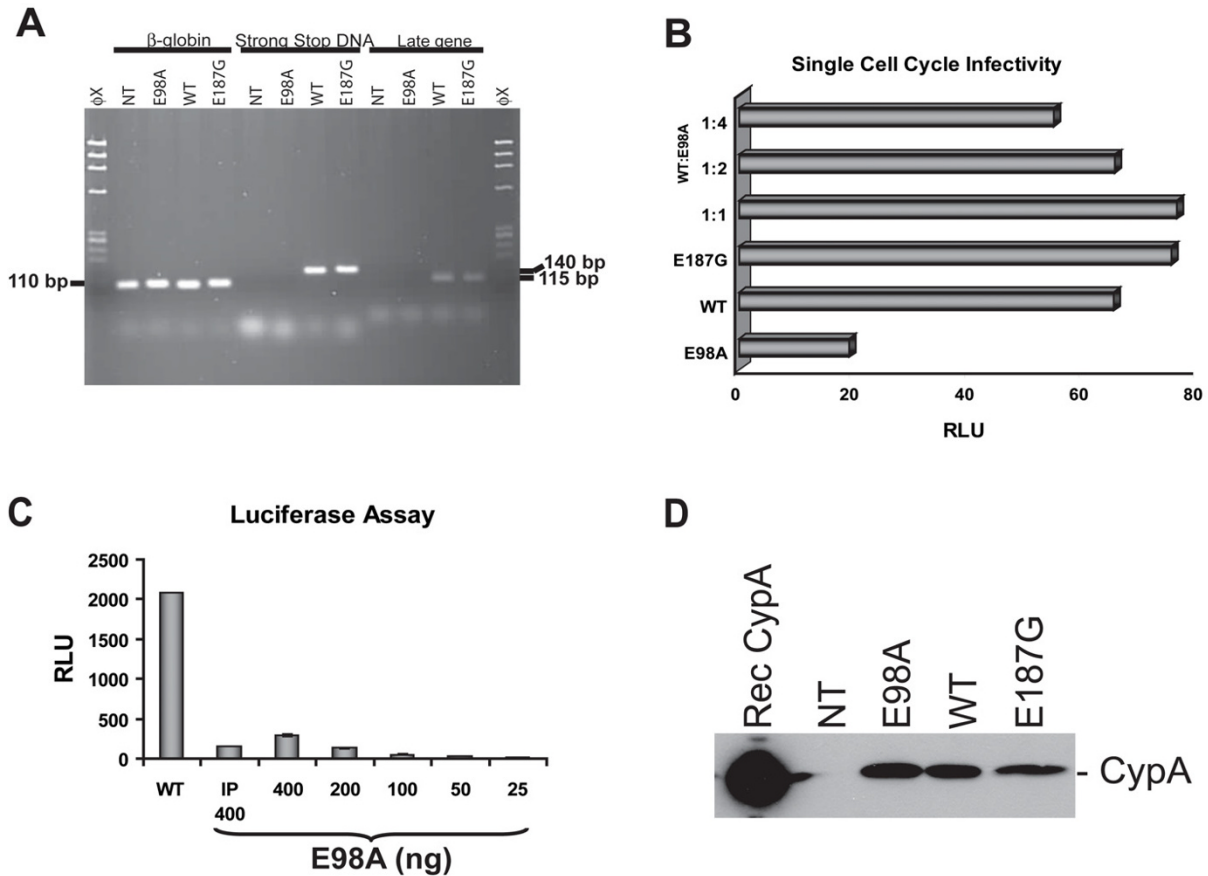 A
β-globin Strong Stop DNA Late gene
φX NT E98A WT E187G NT E98A WT E187G NT E98A WT E187G φX
110 bp
140 bp
115 bp
B
Single Cell Cycle Infectivity
WT:E98A
1:4
1:2
1:1
E187G
WT
E98A
0 20 40 60 80
RLU
C
Luciferase Assay
RLU
2500
2000
1500
1000
500
0
WT IP 400 200 100 50 25
400
E98A (ng)
D
Rec CypA NT E98A WT E187G
- CypA